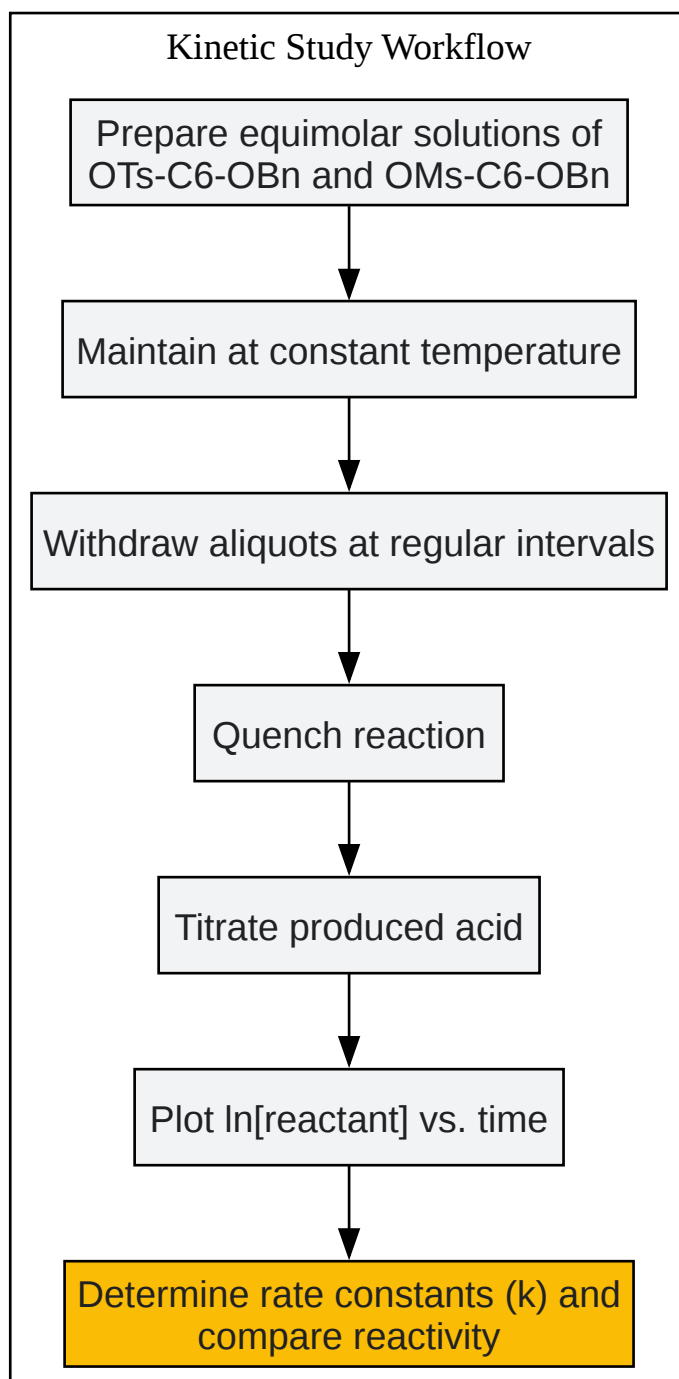 Kinetic Study Workflow
Prepare equimolar solutions of
OTs-C6-OBn and OMs-C6-OBn
Maintain at constant temperature
Withdraw aliquots at regular intervals
Quench reaction
Titrate produced acid
Plot ln[reactant] vs. time
Determine rate constants (k) and
compare reactivity